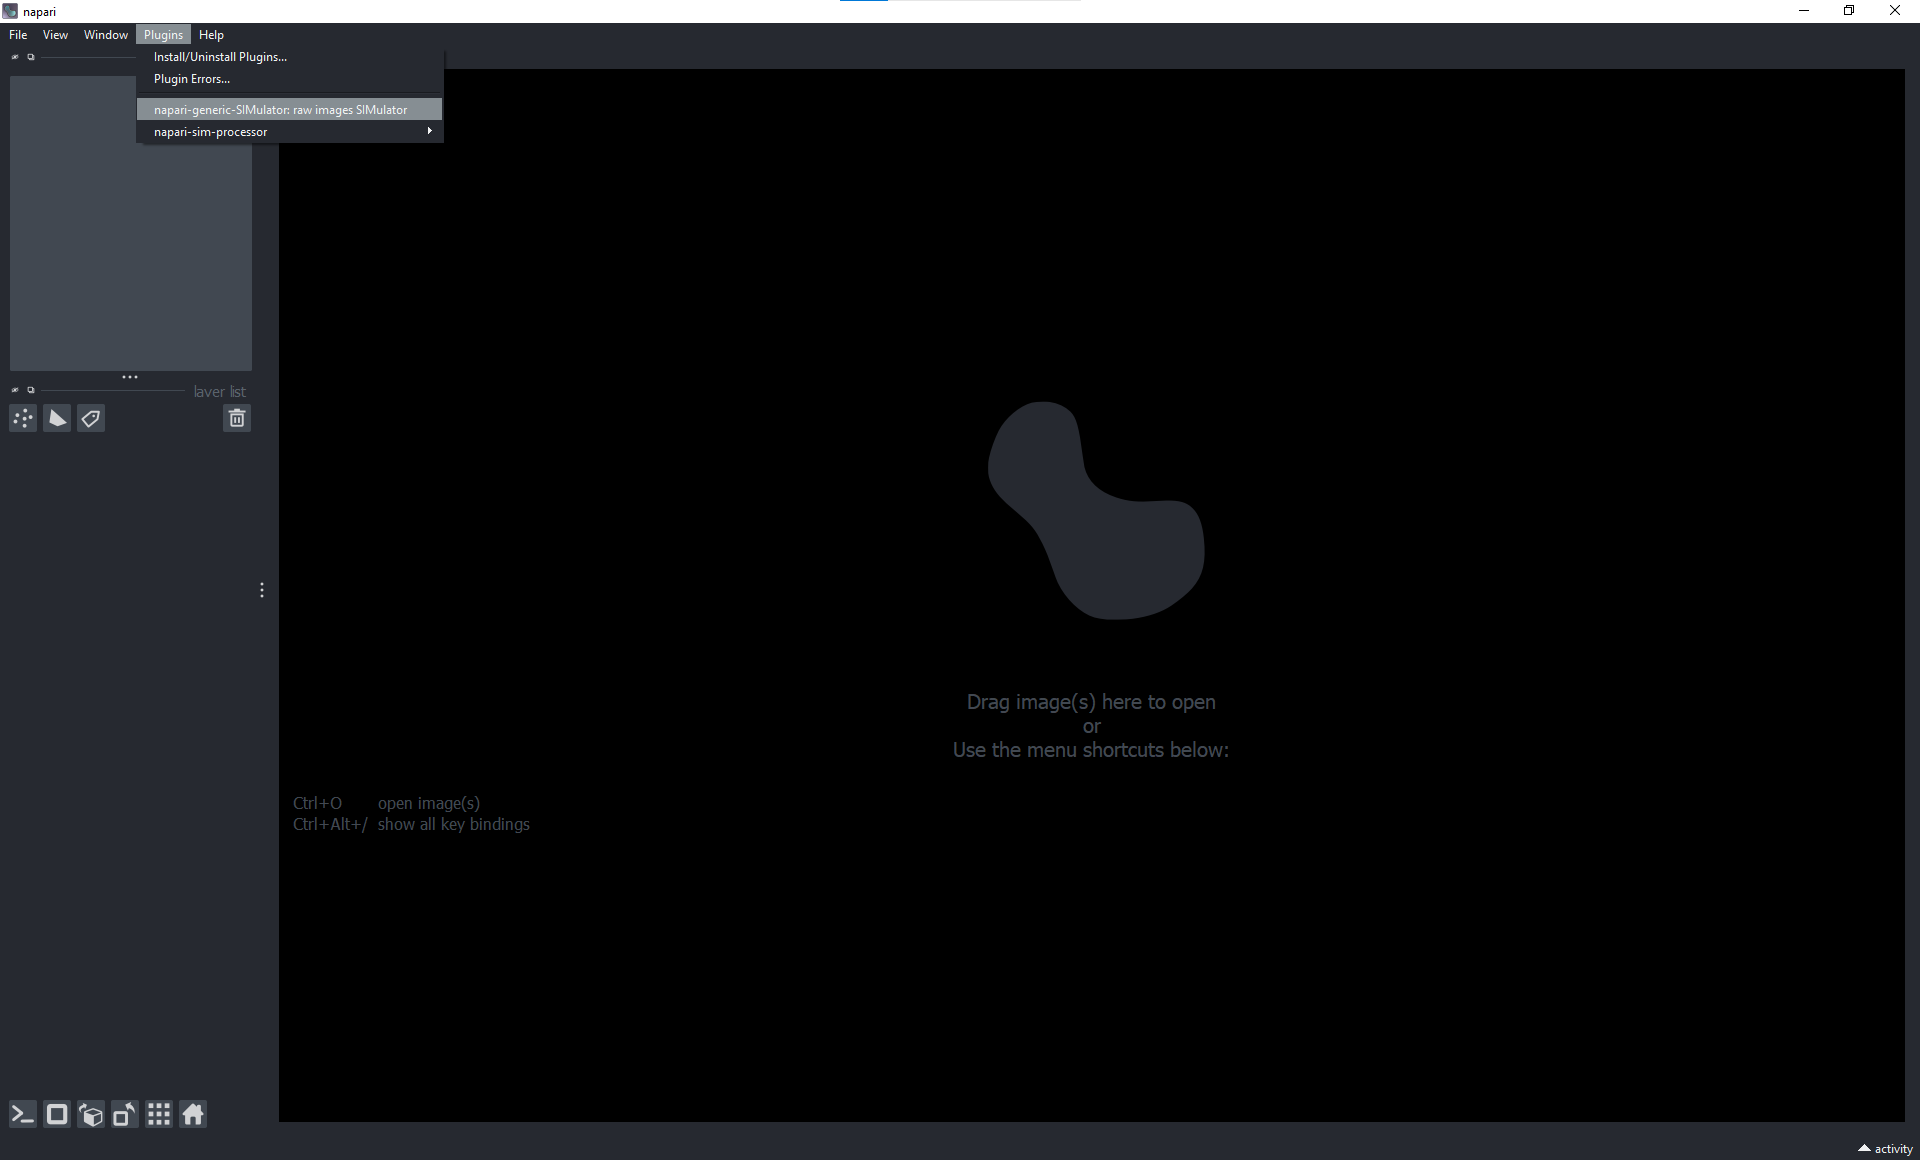 napari
File View Window Plugins Help
Install/Uninstall Plugins...
Plugin Errors...
napari-generic-SIMulator: raw images SIMulator
napari-sim-processor
layer list
Drag image(s) here to open
or
Use the menu shortcuts below:
Ctrl+O open image(s)
Ctrl+Alt+/ show all key bindings
activity